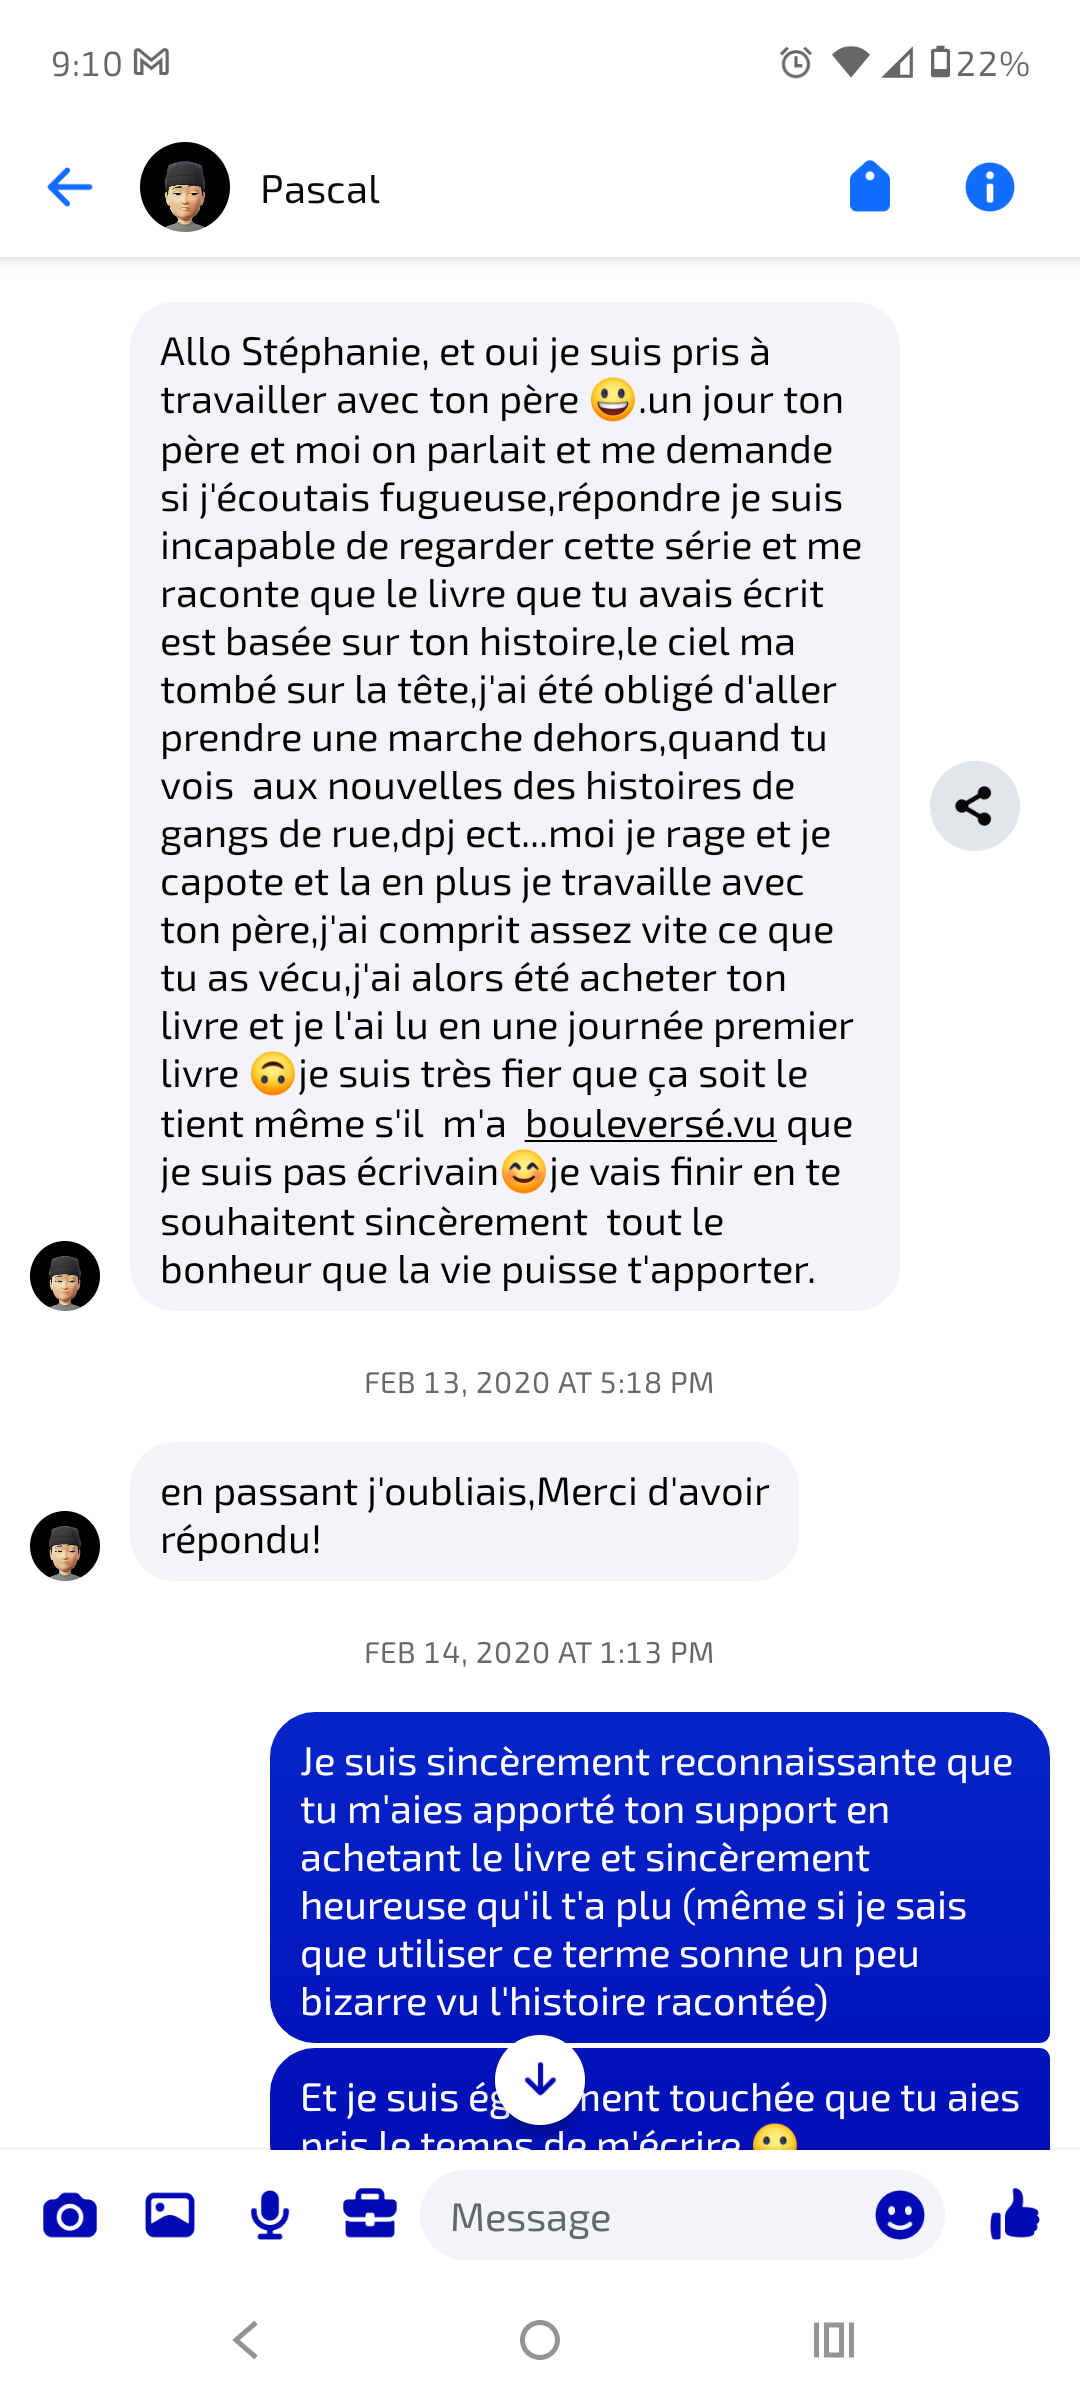 9:10
22%
Pascal
Allo Stéphanie, et oui je suis pris à
travailler avec ton père 😃.un jour ton
père et moi on parlait et me demande
si j'écoutais fugueuse,répondre je suis
incapable de regarder cette série et me
raconte que le livre que tu avais écrit
est basée sur ton histoire,le ciel ma
tombé sur la tête,j'ai été obligé d'aller
prendre une marche dehors,quand tu
vois  aux nouvelles des histoires de
gangs de rue,dpj ect...moi je rage et je
capote et la en plus je travaille avec
ton père,j'ai comprit assez vite ce que
tu as vécu,j'ai alors été acheter ton
livre et je l'ai lu en une journée premier
livre 🙃je suis très fier que ça soit le
tient même s'il  m'a  bouleversé.vu que
je suis pas écrivain😊je vais finir en te
souhaitent sincèrement  tout le
bonheur que la vie puisse t'apporter.
FEB 13, 2020 AT 5:18 PM
en passant j'oubliais,Merci d'avoir
répondu!
FEB 14, 2020 AT 1:13 PM
Je suis sincèrement reconnaissante que
tu m'aies apporté ton support en
achetant le livre et sincèrement
heureuse qu'il t'a plu (même si je sais
que utiliser ce terme sonne un peu
bizarre vu l'histoire racontée)
Et je suis touchée que tu aies
pris le temps de m'écrire
Message